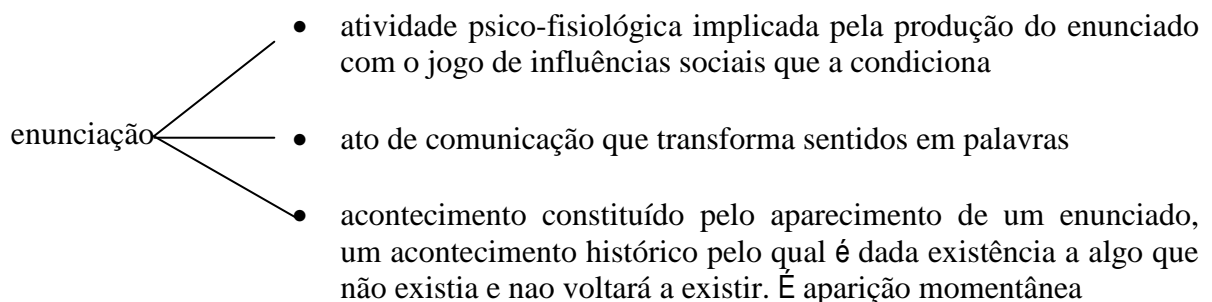 • atividade psico-fisiológica implicada pela produção do enunciado
com o jogo de influências sociais que a condiciona
enunciação
• ato de comunicação que transforma sentidos em palavras
• acontecimento constituído pelo aparecimento de um enunciado,
um acontecimento histórico pelo qual é dada existência a algo que
não existia e nao voltará a existir. É aparição momentânea